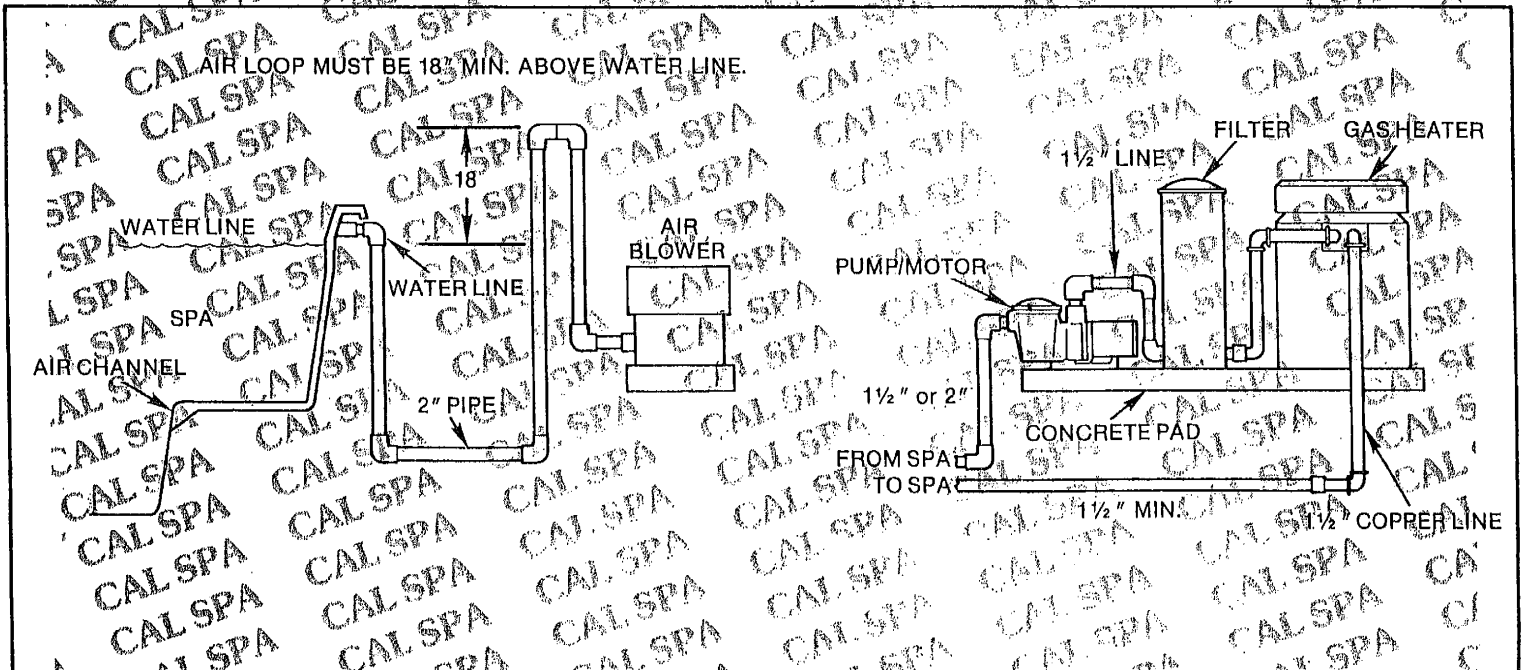 AIR LOOP MUST BE 18" MIN. ABOVE WATER LINE.
18"
WATER LINE
WATER LINE
AIR
BLOWER
SPA
AIR CHANNEL
2" PIPE
FILTER
GAS HEATER
1½" LINE
PUMP/MOTOR
1½" or 2"
CONCRETE PAD
FROM SPA
TO SPA
1½" MIN.
1½" COPPER LINE
CAL SPA